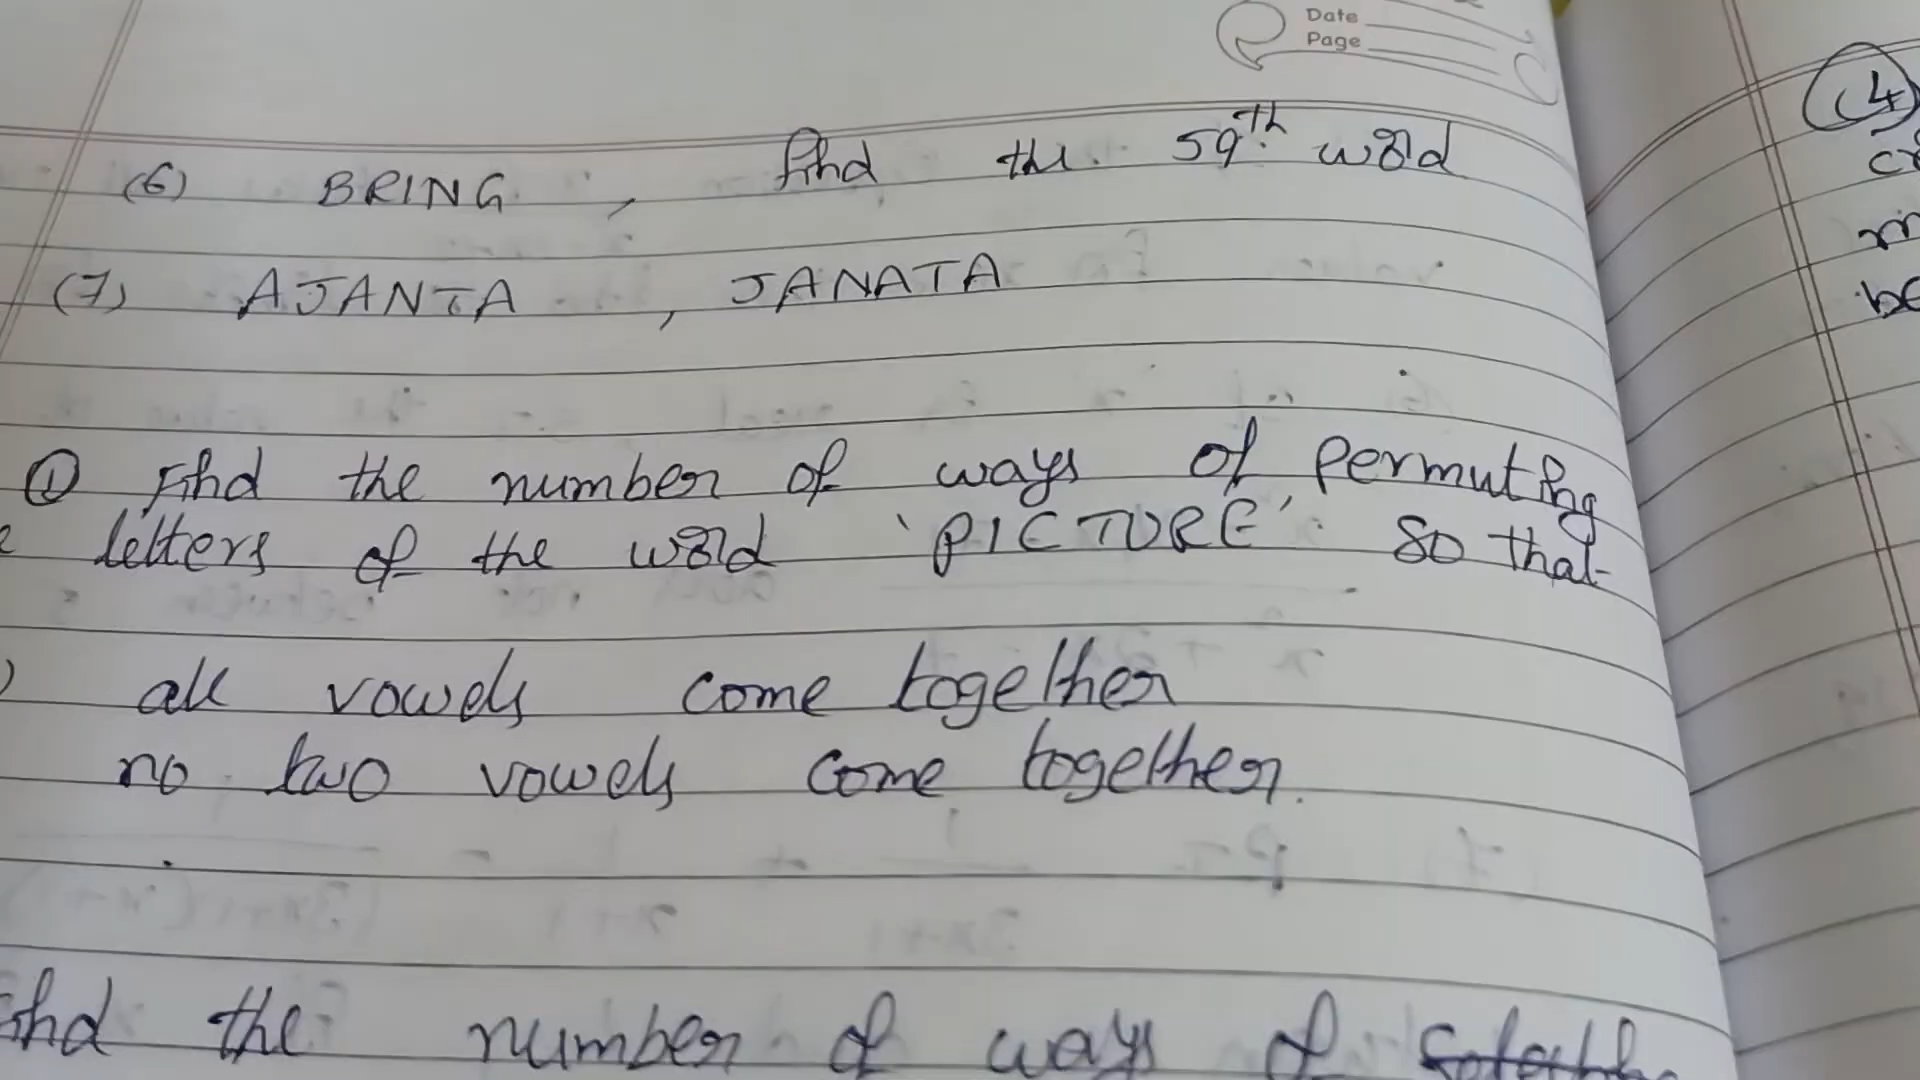 Date
Page
(6) BRING, find the 59th word
(7) AJANTA, JANATA
① Find the number of ways of permuting
letters of the word 'PICTURE' so that
all vowels come together
no two vowels come together.
the number of ways of
(4)